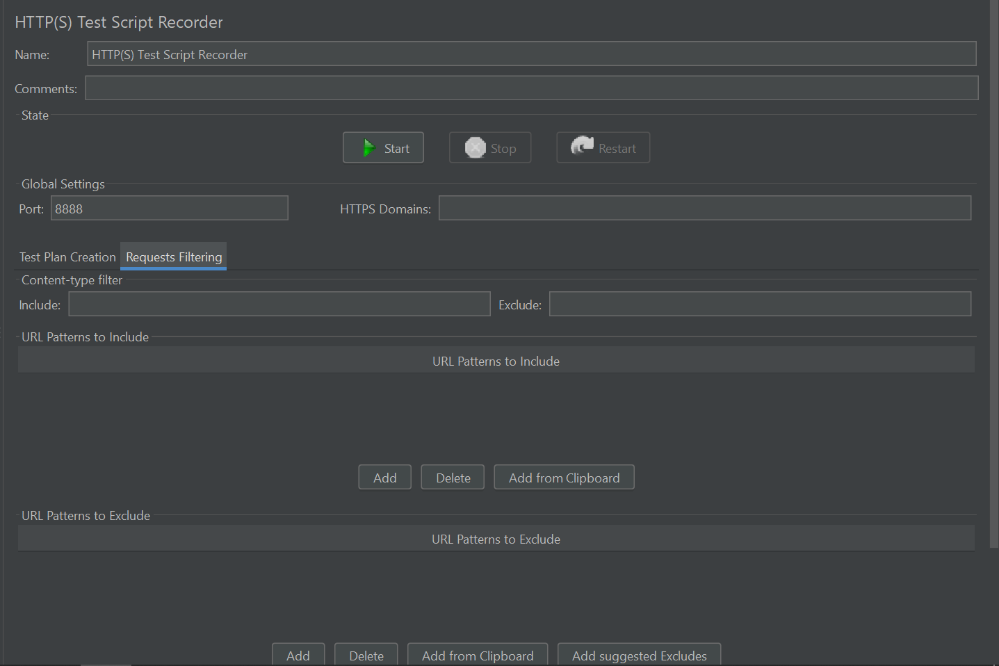 HTTP(S) Test Script Recorder
Name: HTTP(S) Test Script Recorder
Comments:
State
Start Stop Restart
Global Settings
Port: 8888 HTTPS Domains:
Test Plan Creation Requests Filtering
Content-type filter
Include: Exclude:
URL Patterns to Include
URL Patterns to Include
Add Delete Add from Clipboard
URL Patterns to Exclude
URL Patterns to Exclude
Add Delete Add from Clipboard Add suggested Excludes